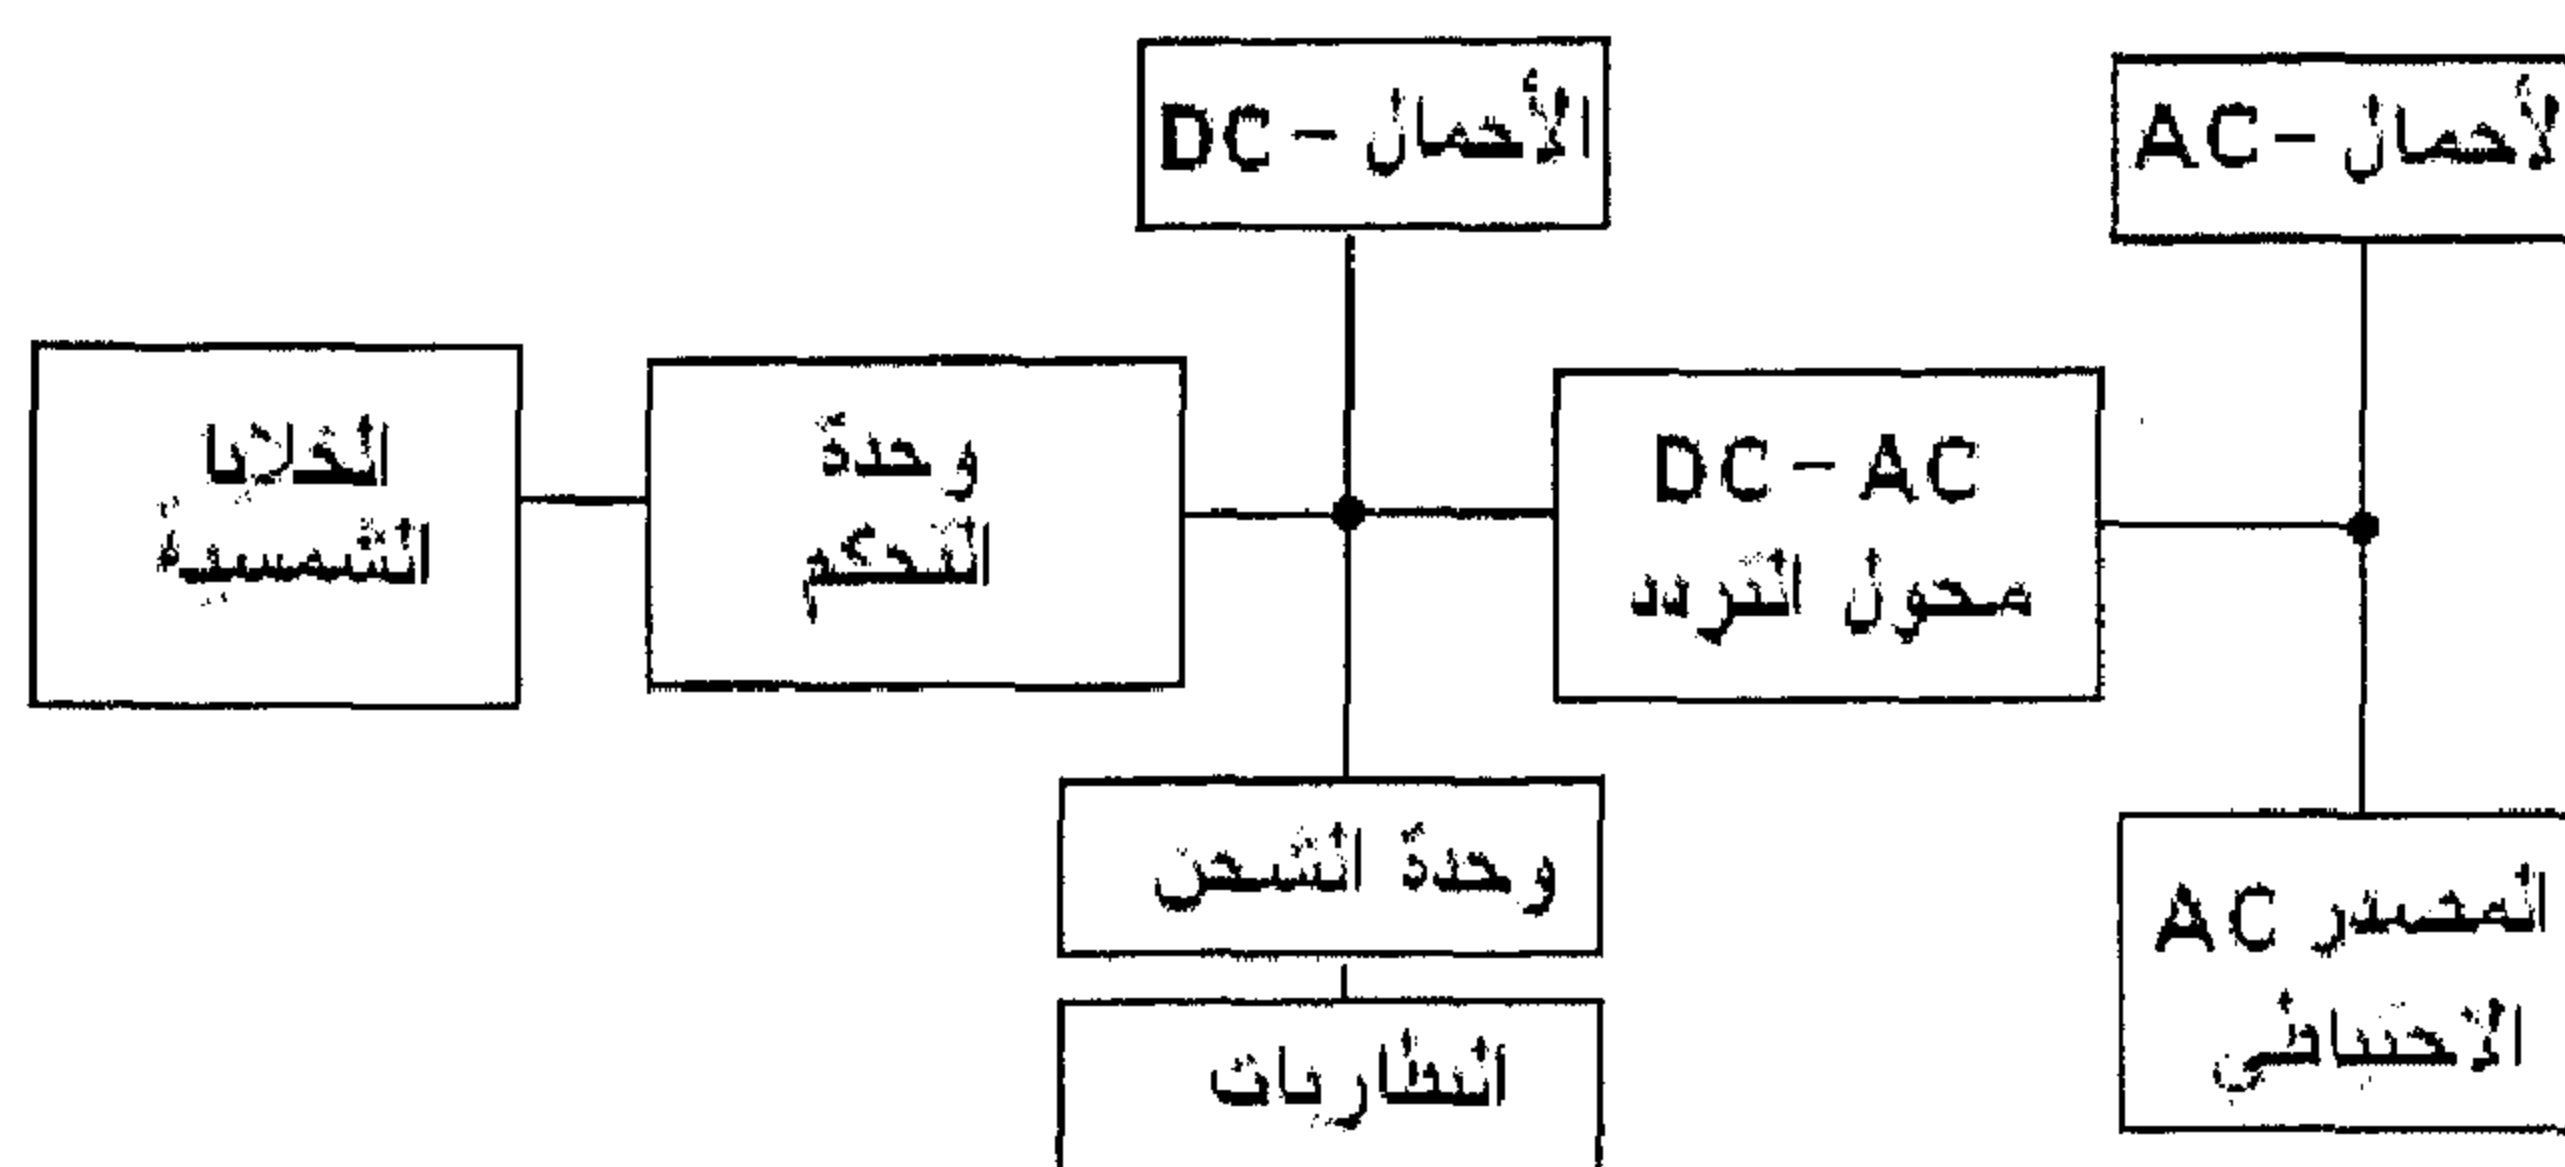 الأحمال - DC
لأحمال - AC
الخلايا
الشمسية
وحدة
التحكم
DC - AC
محول التردد
وحدة الشحن
البطاريات
المصدر AC
الاحتياطي